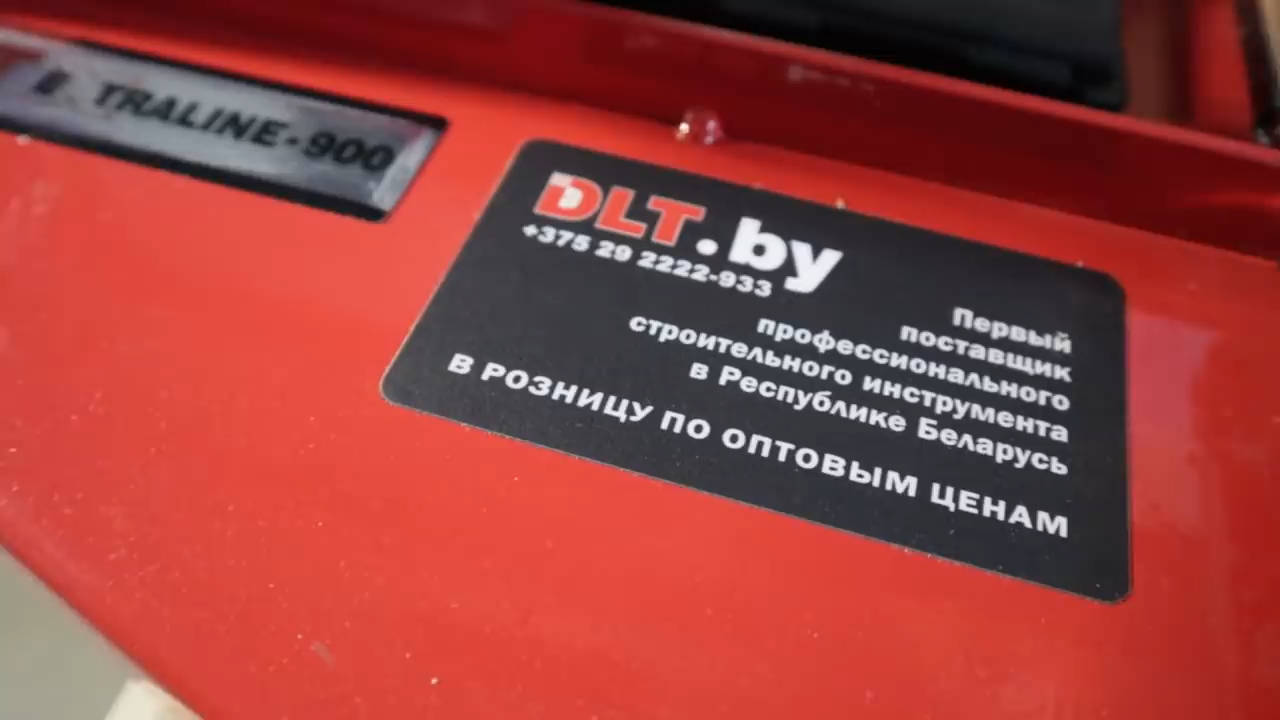 TRALINE-900
DLT.by
+375 29 2222-933
Первый
поставщик
профессионального
строительного инструмента
в Республике Беларусь
В РОЗНИЦУ ПО ОПТОВЫМ ЦЕНАМ